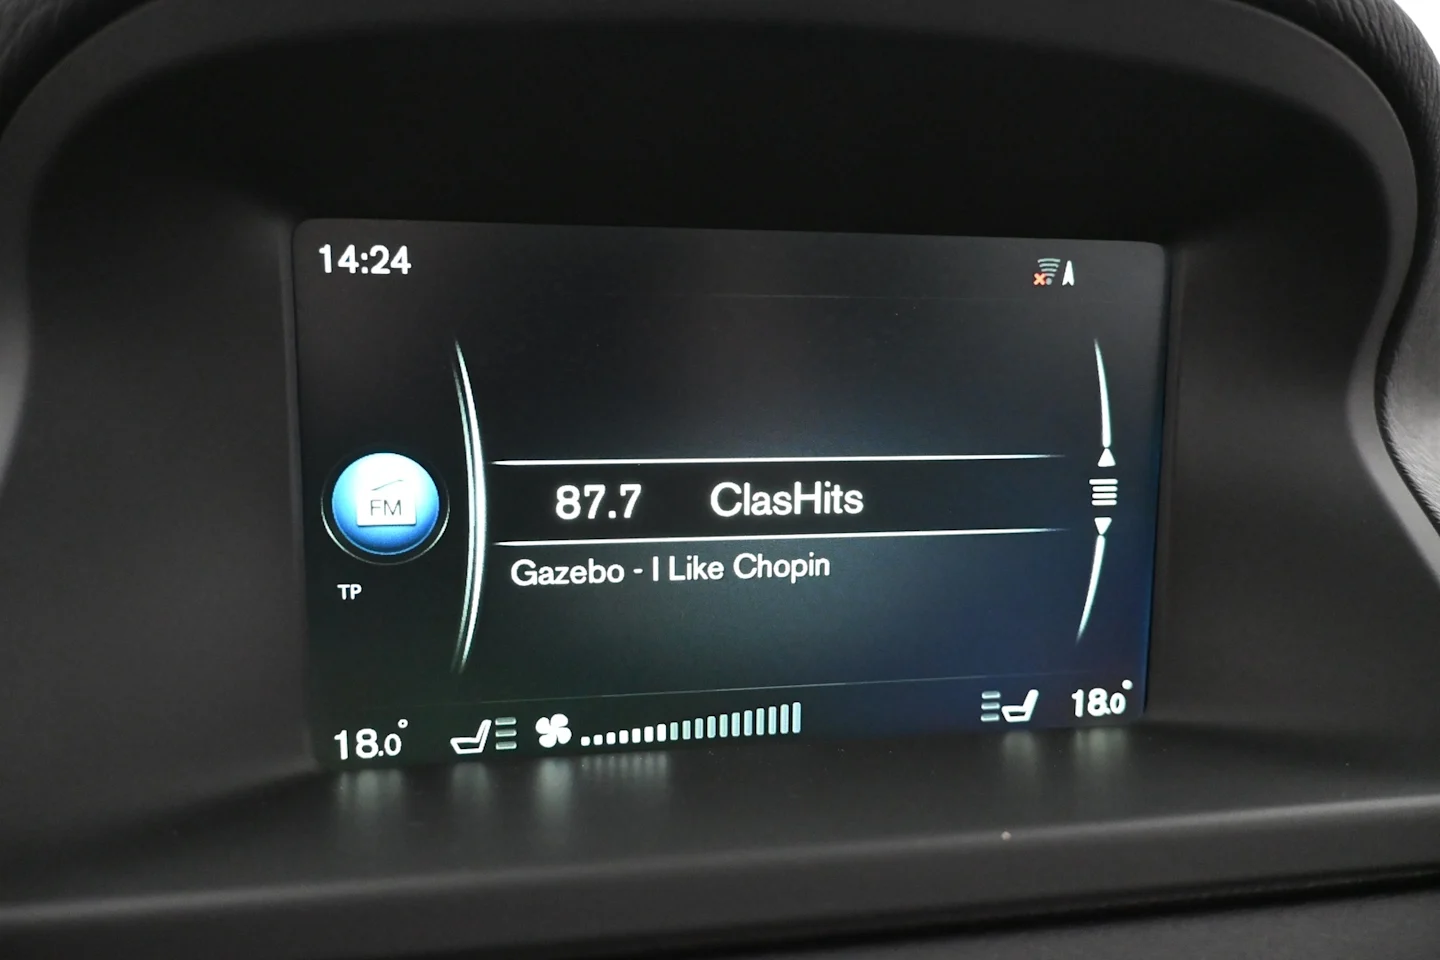 14:24
FM
87.7 ClasHits
Gazebo - I Like Chopin
TP
18.0° 18.0°